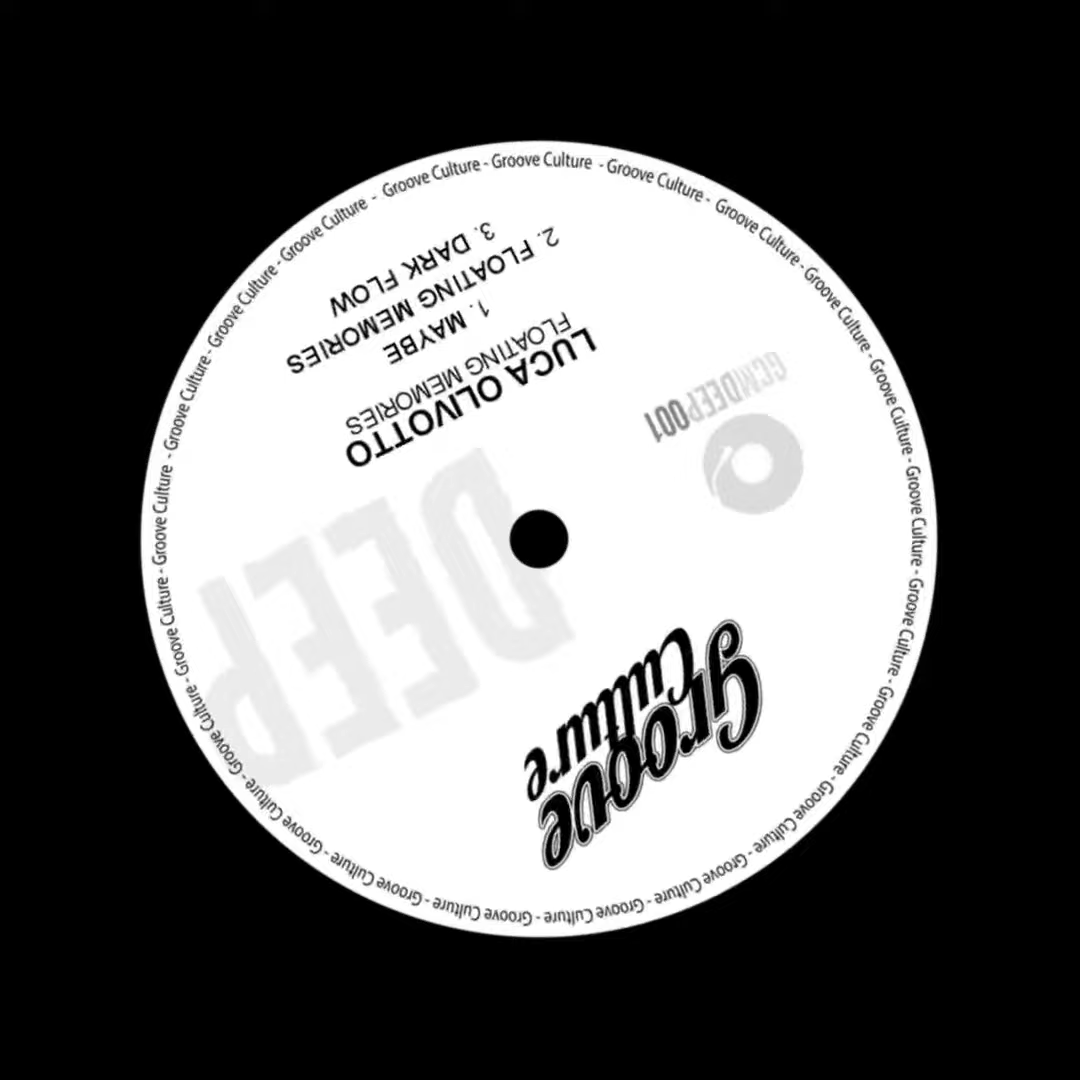 Groove
Culture
GCMDEEP001
DEEP
LUCA OLIVOTTO
FLOATING MEMORIES
1. MAYBE
2. FLOATING MEMORIES
3. DARK FLOW
Groove Culture - Groove Culture - Groove Culture - Groove Culture - Groove Culture - Groove Culture - Groove Culture - Groove Culture - Groove Culture - Groove Culture - Groove Culture - Groove Culture - Groove Culture - Groove Culture - Groove Culture - Groove Culture - Groove Culture - Groove Culture - Groove Culture - Groove Culture - Groove Culture -